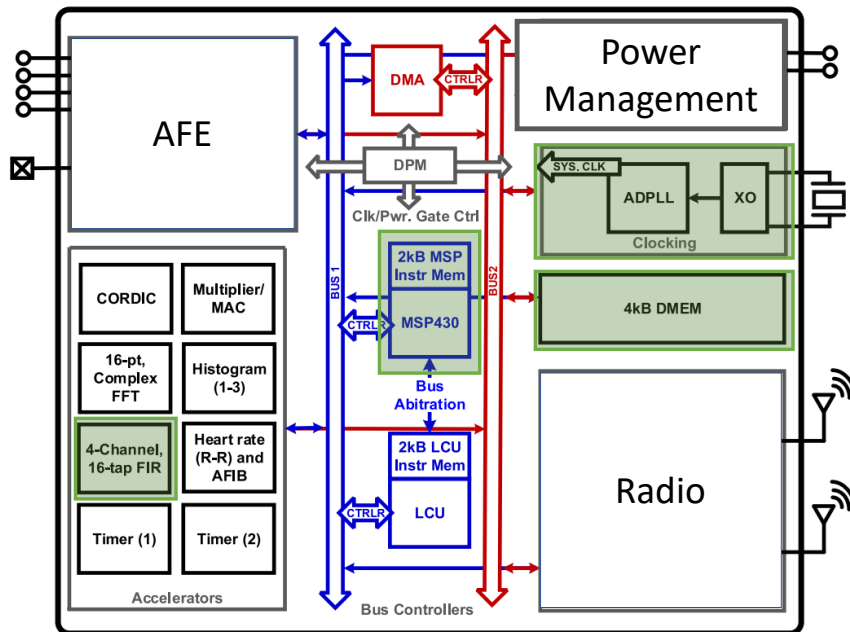 AFE
DMA
CTRLR
Power
Management
DPM
Clk/Pwr. Gate Ctrl
SYS. CLK
ADPLL
XO
Clocking
BUS 1
BUS2
2kB MSP
Instr Mem
MSP430
CTRLR
4kB DMEM
Bus
Abitration
2kB LCU
Instr Mem
LCU
CTRLR
Bus Controllers
CORDIC
Multiplier/
MAC
16-pt,
Complex
FFT
Histogram
(1-3)
4-Channel,
16-tap FIR
Heart rate
(R-R) and
AFIB
Timer (1)
Timer (2)
Accelerators
Radio